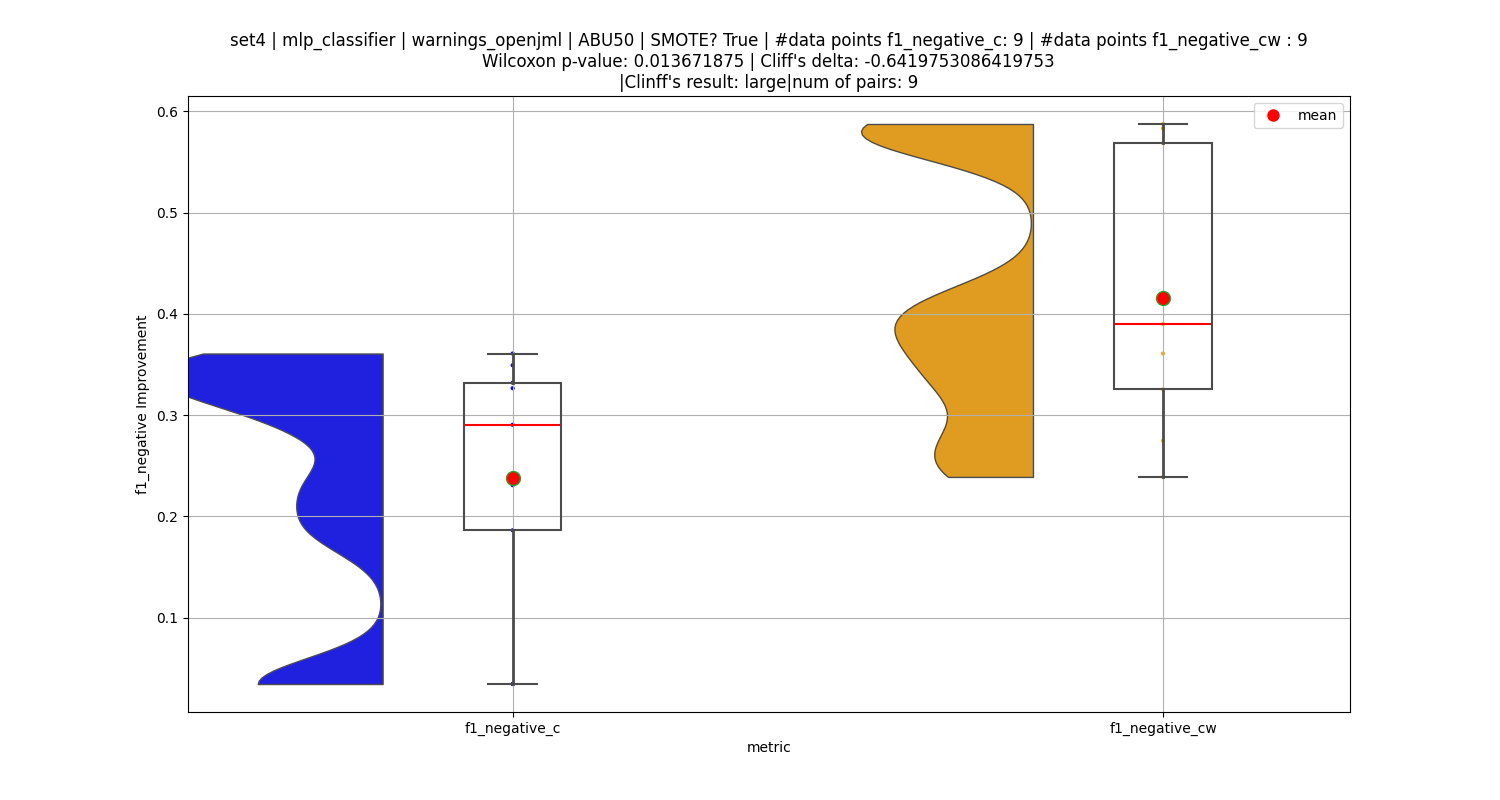 set4 | mlp_classifier | warnings_openjml | ABU50 | SMOTE? True | #data points f1_negative_c: 9 | #data points f1_negative_cw : 9
Wilcoxon p-value: 0.013671875 | Cliff's delta: -0.6419753086419753
|Clinff's result: large|num of pairs: 9
mean
0.6
0.5
0.4
0.3
0.2
0.1
f1_negative Improvement
f1_negative_c
f1_negative_cw
metric